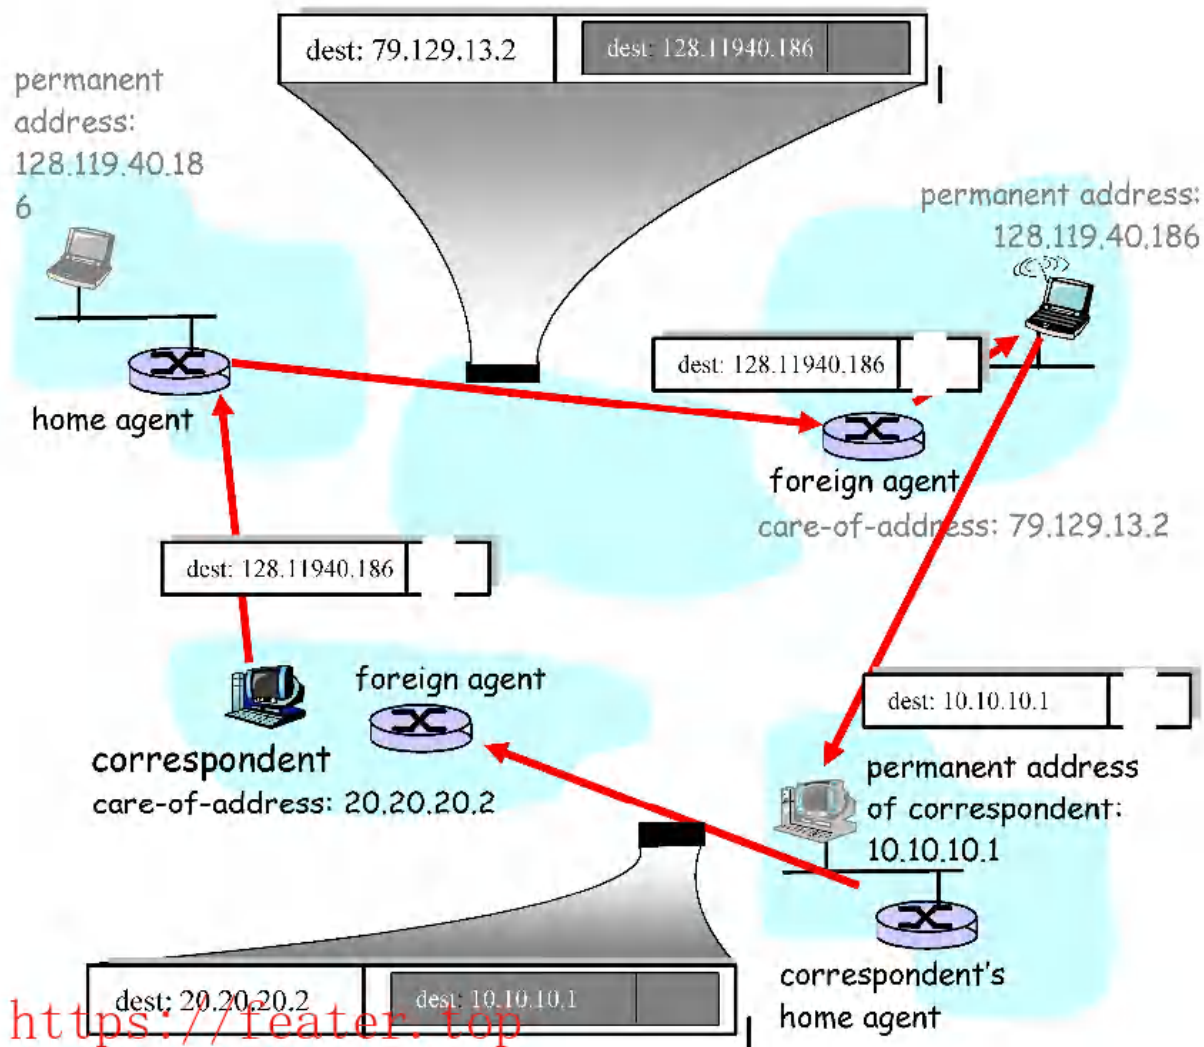 dest: 79.129.13.2
dest: 128.11940.186
permanent
address:
128.119.40.18
6
permanent address:
128.119.40.186
dest: 128.11940.186
home agent
foreign agent
care-of-address: 79.129.13.2
dest: 128.11940.186
foreign agent
correspondent
care-of-address: 20.20.20.2
dest: 10.10.10.1
permanent address
of correspondent:
10.10.10.1
correspondent's
home agent
dest: 20.20.20.2
dest: 10.10.10.1
https://feater.top